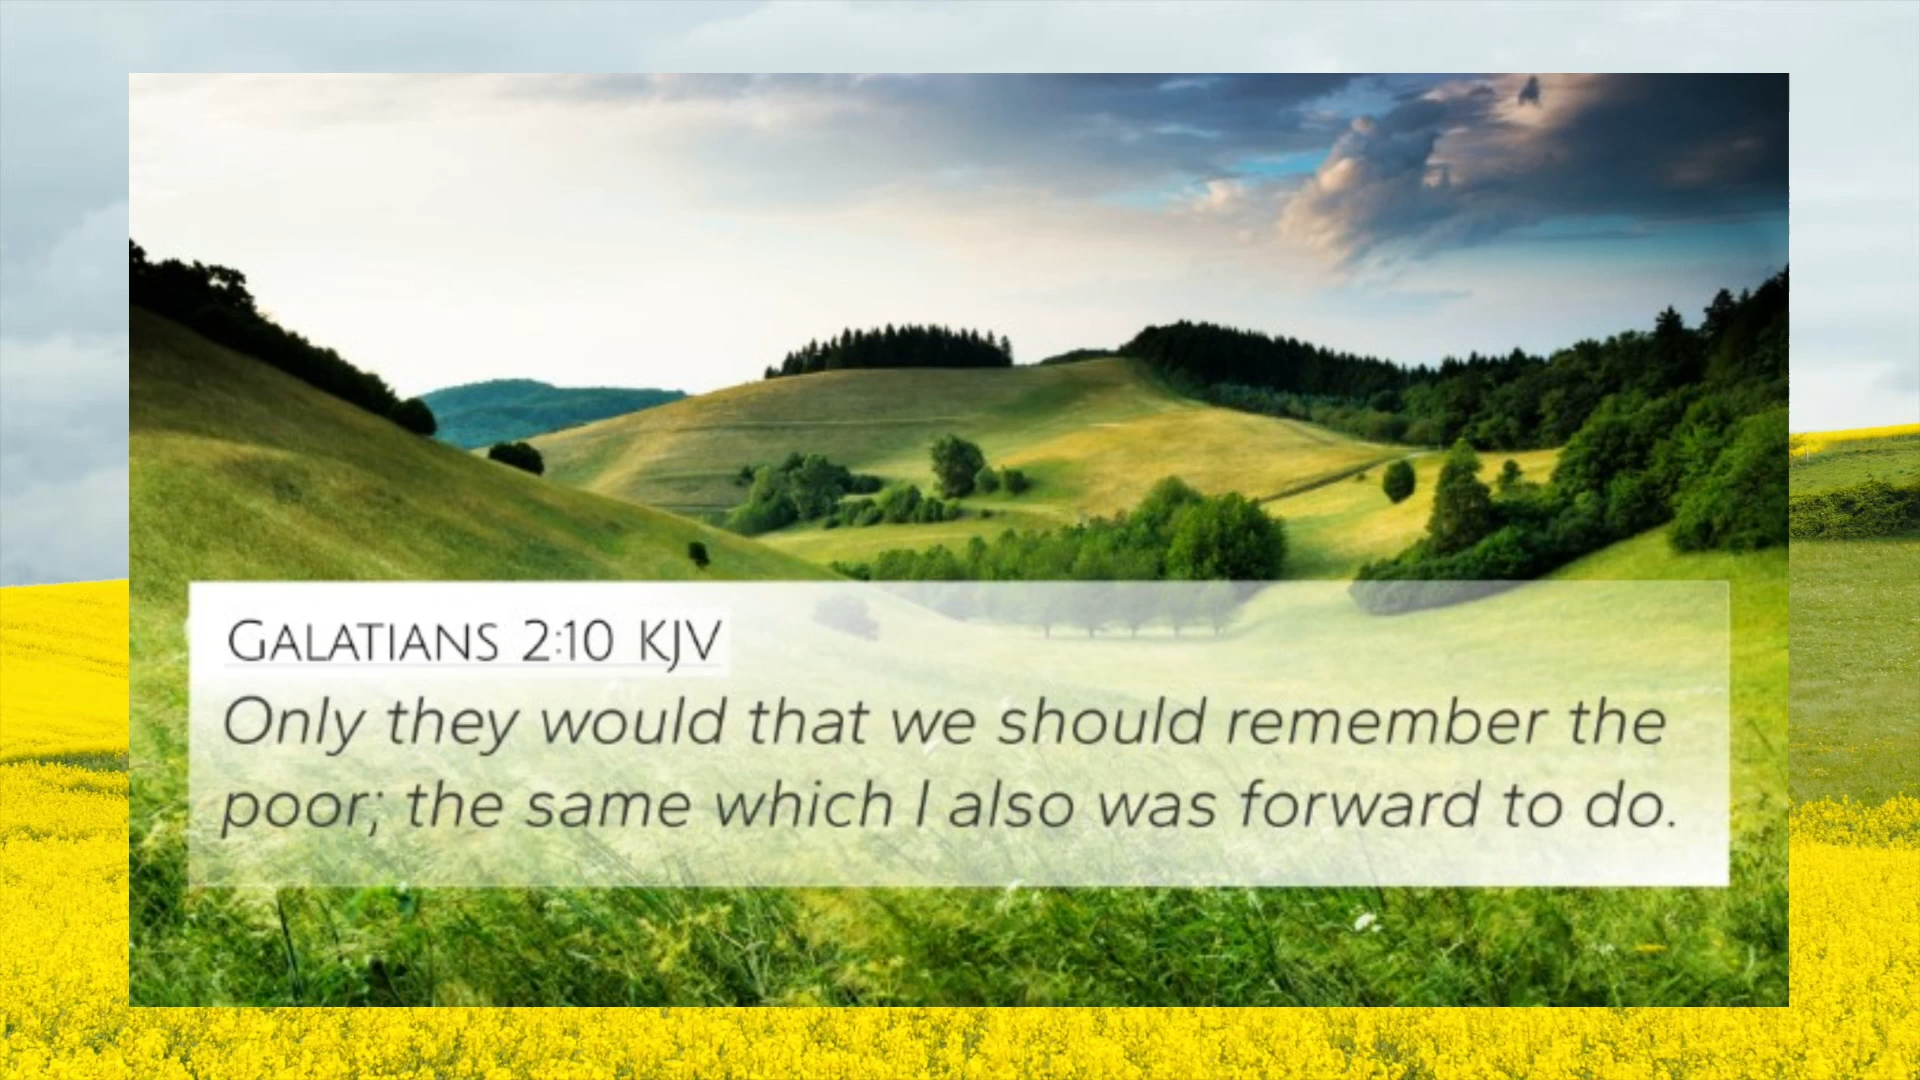 Galatians 2:10 KJV
Only they would that we should remember the
poor; the same which I also was forward to do.